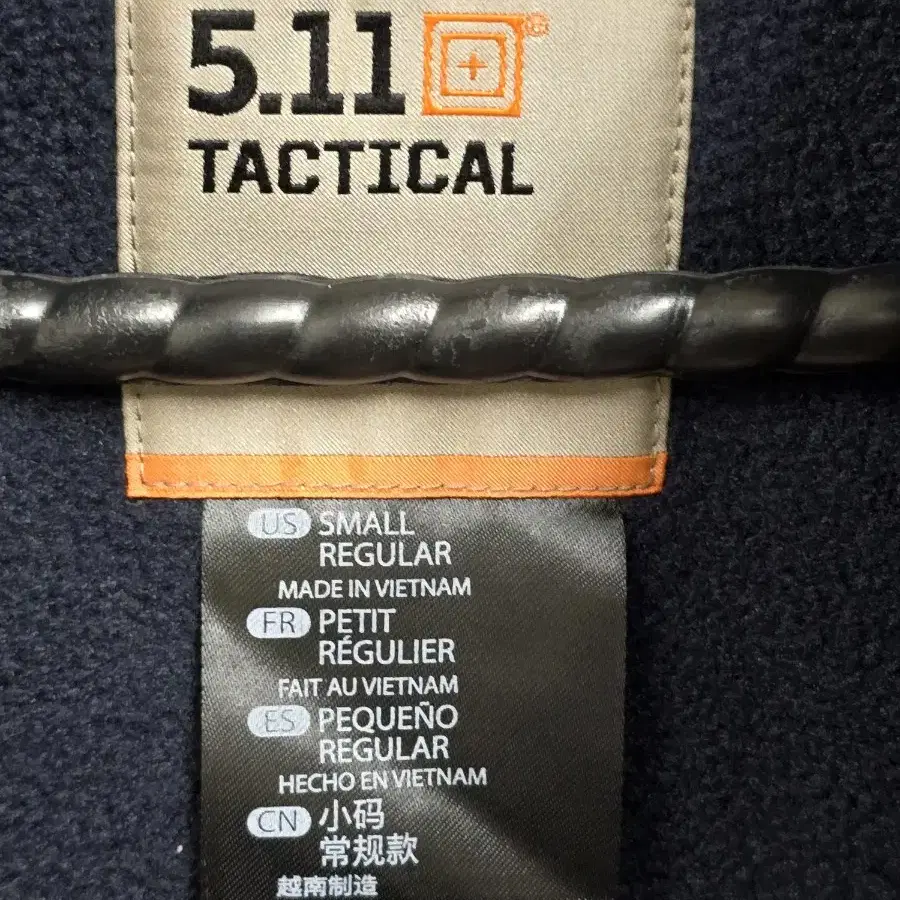 5.11®
TACTICAL
US SMALL
REGULAR
MADE IN VIETNAM
FR PETIT
RÉGULIER
FAIT AU VIETNAM
ES PEQUEÑO
REGULAR
HECHO EN VIETNAM
CN 小码
常规款
越南制造